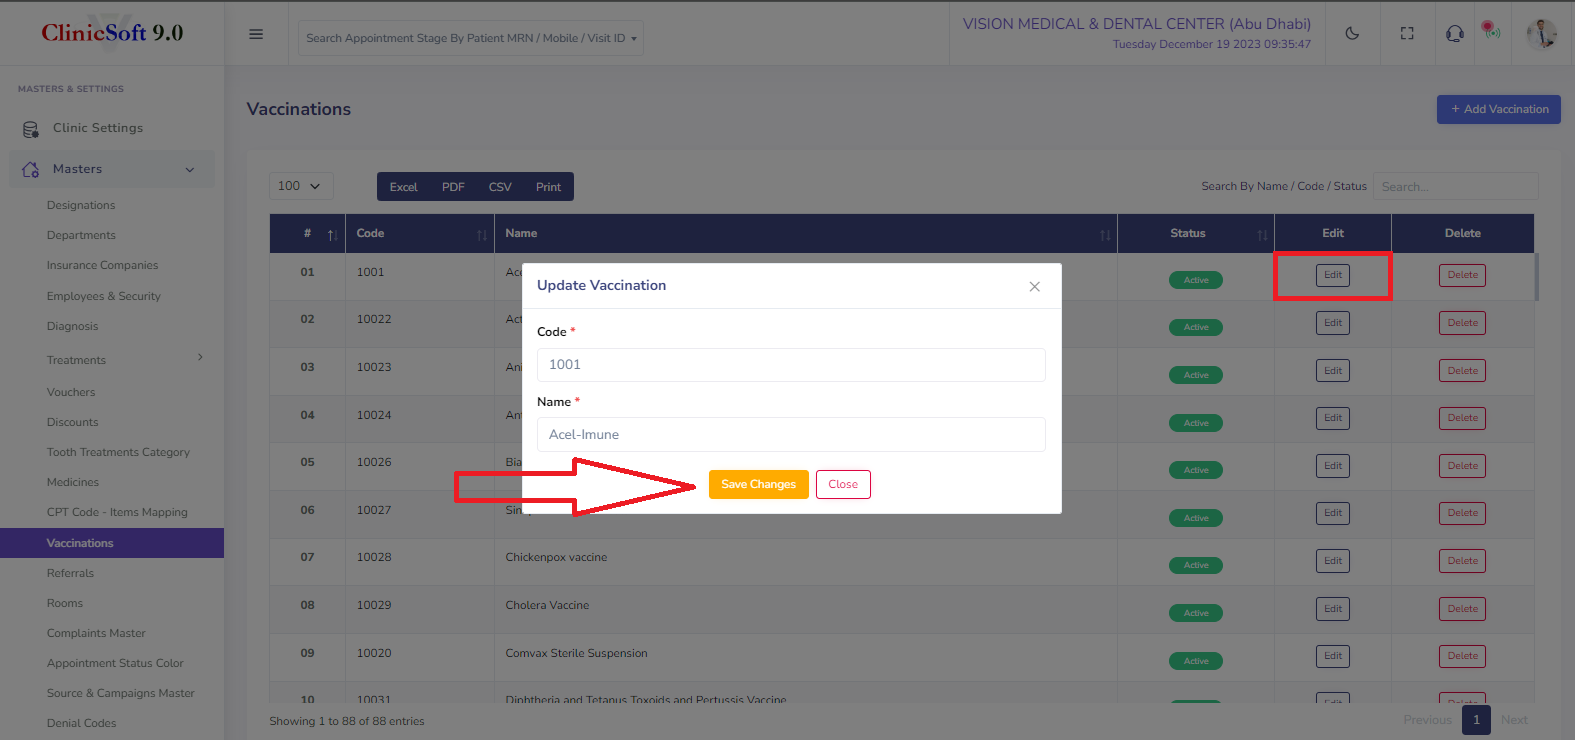 ClinicSoft 9.0
Search Appointment Stage By Patient MRN / Mobile / Visit ID
VISION MEDICAL & DENTAL CENTER (Abu Dhabi)
Tuesday December 19 2023 09:35:47
MASTERS & SETTINGS
Clinic Settings
Masters
Designations
Departments
Insurance Companies
Employees & Security
Diagnosis
Treatments
Vouchers
Discounts
Tooth Treatments Category
Medicines
CPT Code - Items Mapping
Vaccinations
Referrals
Rooms
Complaints Master
Appointment Status Color
Source & Campaigns Master
Denial Codes
Vaccinations
+ Add Vaccination
100
Excel PDF CSV Print
Search By Name / Code / Status Search...
# Code Name Status Edit Delete
01 1001 Active Edit Delete
02 10022 Active Edit Delete
03 10023 Active Edit Delete
04 10024 Active Edit Delete
05 10026 Active Edit Delete
06 10027 Active Edit Delete
07 10028 Chickenpox vaccine Active Edit Delete
08 10029 Cholera Vaccine Active Edit Delete
09 10020 Comvax Sterile Suspension Active Edit Delete
10 10031 Diphtheria and Tetanus Toxoids and Pertussis Vaccine Edit Delete
Showing 1 to 88 of 88 entries
Previous 1 Next
Update Vaccination
Code *
1001
Name *
Acel-Imune
Save Changes Close